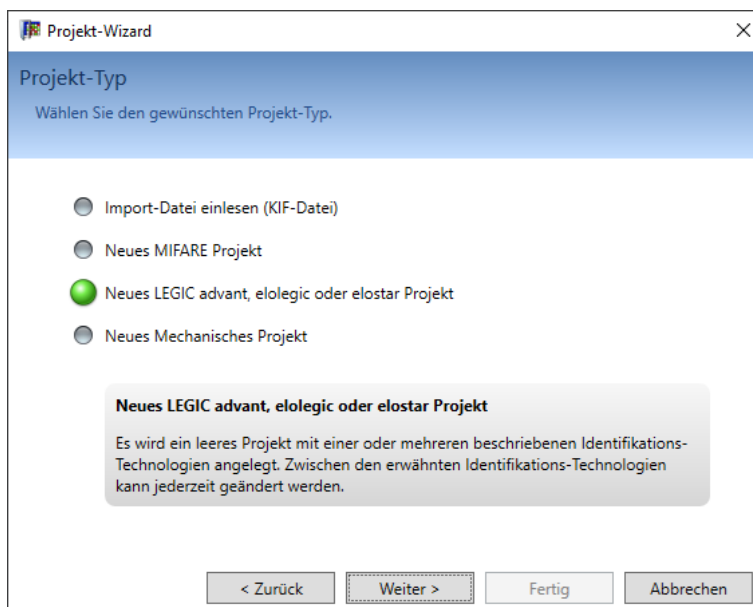 Projekt-Wizard
Projekt-Typ
Wählen Sie den gewünschten Projekt-Typ.
Import-Datei einlesen (KIF-Datei)
Neues MIFARE Projekt
Neues LEGIC advant, elolegic oder elostar Projekt
Neues Mechanisches Projekt
Neues LEGIC advant, elolegic oder elostar Projekt
Es wird ein leeres Projekt mit einer oder mehreren beschriebenen Identifikations-
Technologien angelegt. Zwischen den erwähnten Identifikations-Technologien
kann jederzeit geändert werden.
< Zurück Weiter > Fertig Abbrechen